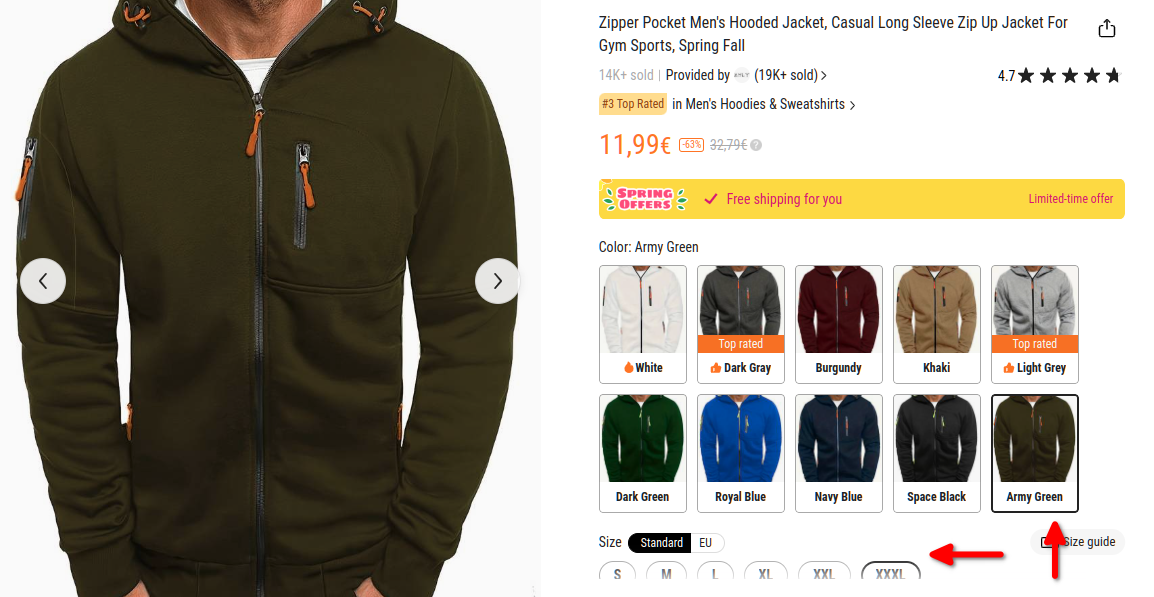 Zipper Pocket Men's Hooded Jacket, Casual Long Sleeve Zip Up Jacket For
Gym Sports, Spring Fall
14K+ sold | Provided by (19K+ sold) >
4.7 ★★★★★
#3 Top Rated in Men's Hoodies & Sweatshirts >
11,99€ -63% 32,79€ ?
SPRING
OFFERS
Free shipping for you
Limited-time offer
Color: Army Green
Top rated
Top rated
White
Dark Gray
Burgundy
Khaki
Light Grey
Dark Green
Royal Blue
Navy Blue
Space Black
Army Green
Size Standard EU
Size guide
S M L XL XXL XXXL